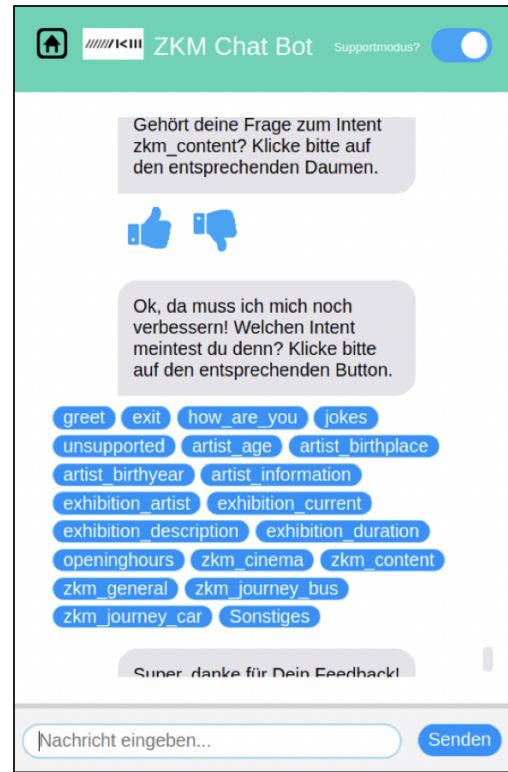 ZKM Chat Bot Supportmodus?
Gehört deine Frage zum Intent
zkm_content? Klicke bitte auf
den entsprechenden Daumen.
Ok, da muss ich mich noch
verbessern! Welchen Intent
meintest du denn? Klicke bitte
auf den entsprechenden Button.
greet exit how_are_you jokes
unsupported artist_age artist_birthplace
artist_birthyear artist_information
exhibition_artist exhibition_current
exhibition_description exhibition_duration
openinghours zkm_cinema zkm_content
zkm_general zkm_journey_bus
zkm_journey_car Sonstiges
Super, danke für Dein Feedback!
Nachricht eingeben... Senden